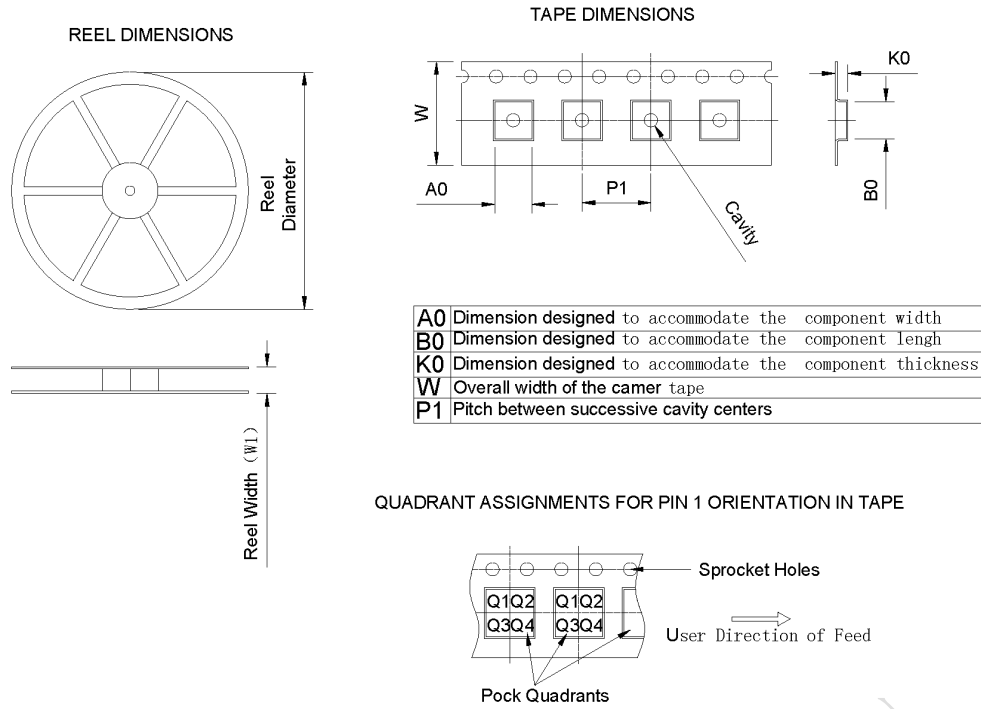 REEL DIMENSIONS
TAPE DIMENSIONS
Reel
Diameter
W
A0
P1
Cavity
K0
B0
A0 Dimension designed to accommodate the component width
B0 Dimension designed to accommodate the component lengh
K0 Dimension designed to accommodate the component thickness
W Overall width of the camer tape
P1 Pitch between successive cavity centers
Reel Width (W1)
QUADRANT ASSIGNMENTS FOR PIN 1 ORIENTATION IN TAPE
Sprocket Holes
Q1Q2 Q1Q2
Q3Q4 Q3Q4
User Direction of Feed
Pock Quadrants